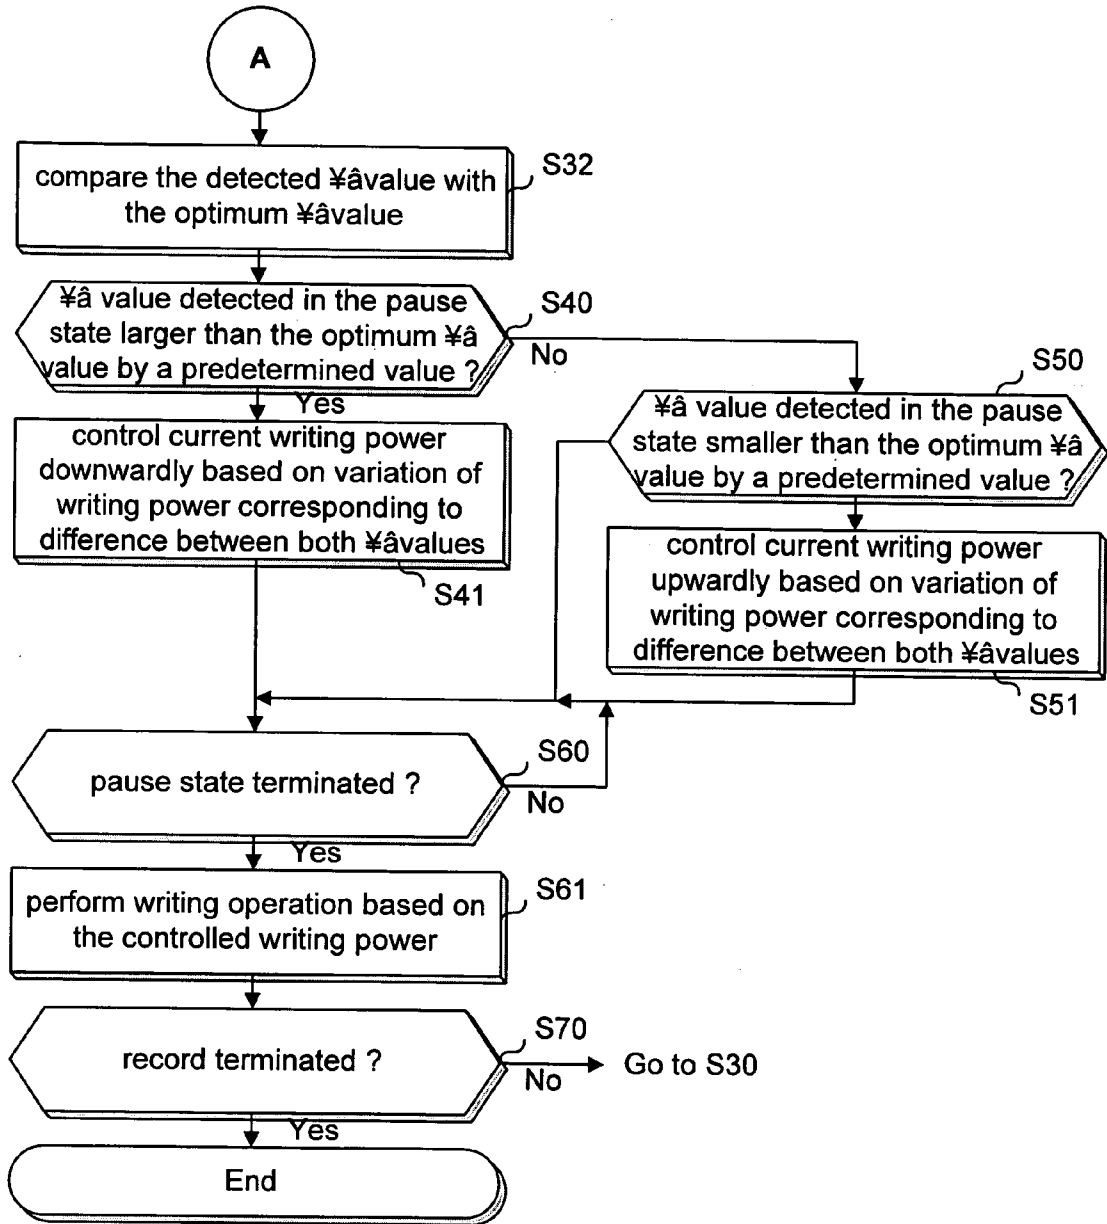 A
S32
compare the detected ¥âvalue with
the optimum ¥âvalue
¥â value detected in the pause
state larger than the optimum ¥â
value by a predetermined value ?
S40
No
Yes
S50
¥â value detected in the pause
state smaller than the optimum ¥â
value by a predetermined value ?
control current writing power
downwardly based on variation of
writing power corresponding to
difference between both ¥âvalues
S41
control current writing power
upwardly based on variation of
writing power corresponding to
difference between both ¥âvalues
S51
pause state terminated ?
S60
No
Yes
perform writing operation based on
the controlled writing power
S61
record terminated ?
S70
No
Go to S30
Yes
End